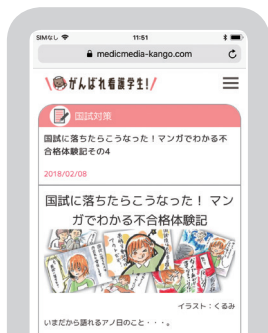 SIMなし 11:51
medicmedia-kango.com
がんばれ看護学生!
国試対策
国試に落ちたらこうなった!マンガでわかる不
合格体験記その4
2018/02/08
国試に落ちたらこうなった! マン
ガでわかる不合格体験記
イラスト:くるみ
いまだから語れるアノ日のこと・・・。